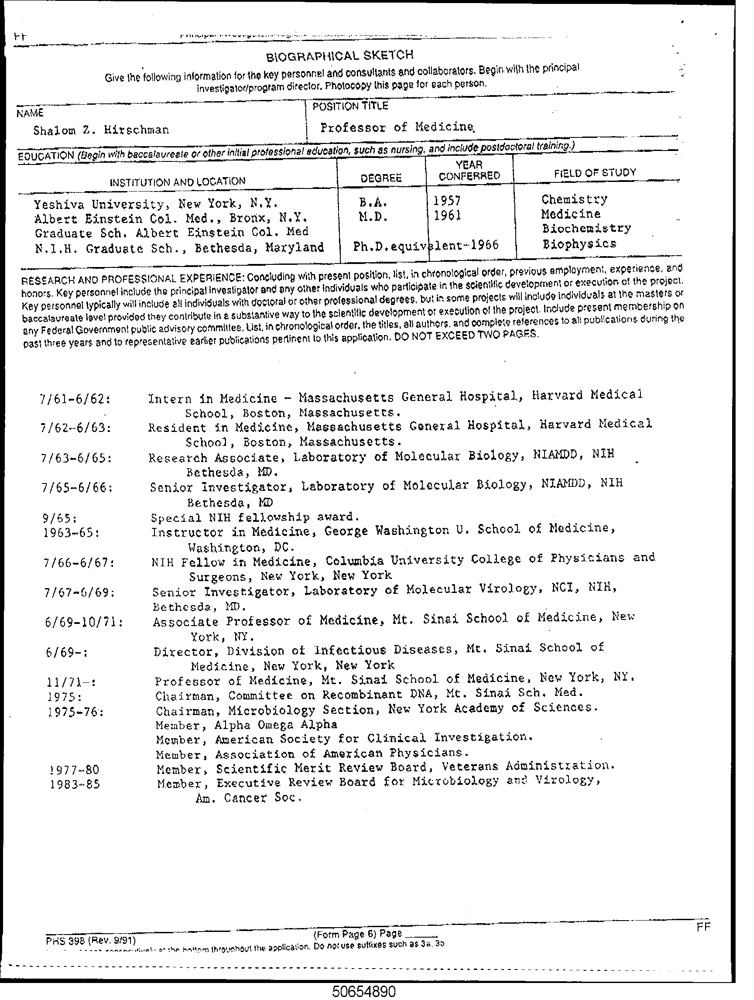 FF
BIOGRAPHICAL SKETCH
Give the following information for the key personnel and consultants and collaborators. Begin with the principal
investigator/program director. Photocopy this page for each person.
NAME
POSITION TITLE
Shalom Z. Hirschman
Professor of Medicine
EDUCATION (Begin with baccalaureate or other initial professional education, such as nursing, and include postdoctoral training.)
INSTITUTION AND LOCATION DEGREE YEAR CONFERRED FIELD OF STUDY
Yeshiva University, New York, N.Y. B.A. 1957 Chemistry
Albert Einstein Col. Med., Bronx, N.Y. M.D. 1961 Medicine
Graduate Sch. Albert Einstein Col. Med Biochemistry
N.I.H. Graduate Sch., Bethesda, Maryland Ph.D.equivalent-1966 Biophysics
RESEARCH AND PROFESSIONAL EXPERIENCE: Concluding with present position, list, in chronological order, previous employment, experience, and
honors. Key personnel include the principal investigator and any other individuals who participate in the scientific development or execution of the project.
Key personnel typically will include all individuals with doctoral or other professional degrees, but in some projects will include individuals at the masters or
baccalaureate level provided they contribute in a substantive way to the scientific development or execution of the project. Include present membership on
any Federal Government public advisory committee. List, in chronological order, the titles, all authors, and complete references to all publications during the
past three years and to representative earlier publications pertinent to this application. DO NOT EXCEED TWO PAGES.
7/61-6/62: Intern in Medicine - Massachusetts General Hospital, Harvard Medical
School, Boston, Massachusetts.
7/62-6/63: Resident in Medicine, Massachusetts General Hospital, Harvard Medical
School, Boston, Massachusetts.
7/63-6/65: Research Associate, Laboratory of Molecular Biology, NIAMDD, NIH
Bethesda, MD.
7/65-6/66: Senior Investigator, Laboratory of Molecular Biology, NIAMDD, NIH
Bethesda, MD
9/65: Special NIH fellowship award.
1963-65: Instructor in Medicine, George Washington U. School of Medicine,
Washington, DC.
7/66-6/67: NIH Fellow in Medicine, Columbia University College of Physicians and
Surgeons, New York, New York
7/67-6/69: Senior Investigator, Laboratory of Molecular Virology, NCI, NIH,
Bethesda, MD.
6/69-10/71: Associate Professor of Medicine, Mt. Sinai School of Medicine, New
York, NY.
6/69-: Director, Division of Infectious Diseases, Mt. Sinai School of
Medicine, New York, New York
11/71-: Professor of Medicine, Mt. Sinai School of Medicine, New York, NY.
1975: Chairman, Committee on Recombinant DNA, Mt. Sinai Sch. Med.
1975-76: Chairman, Microbiology Section, New York Academy of Sciences.
Member, Alpha Omega Alpha
Member, American Society for Clinical Investigation.
Member, Association of American Physicians.
1977-80 Member, Scientific Merit Review Board, Veterans Administration.
1983-85 Member, Executive Review Board for Microbiology and Virology,
Am. Cancer Soc.
PHS 398 (Rev. 9/91) (Form Page 6) Page FF
at the bottom throughout the application. Do not use suffixes such as 3a, 3b
50654890